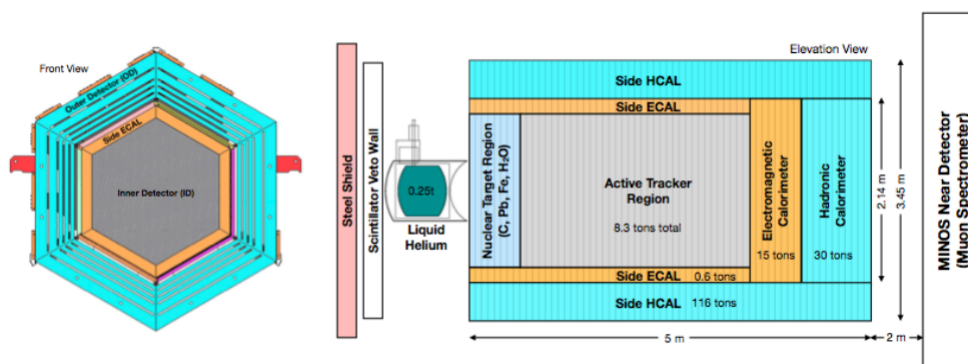 Front View
Outer Detector (OD)
Side ECAL
Inner Detector (ID)
Steel Shield
Scintillator Veto Wall
0.25t
Liquid
Helium
Elevation View
Side HCAL
Side ECAL
Nuclear Target Region
(C, Pb, Fe, H₂O)
Active Tracker
Region
8.3 tons total
Electromagnetic
Calorimeter
15 tons
Hadronic
Calorimeter
30 tons
Side ECAL 0.6 tons
Side HCAL 116 tons
5 m
2 m
2.14 m
3.45 m
MINOS Near Detector
(Muon Spectrometer)